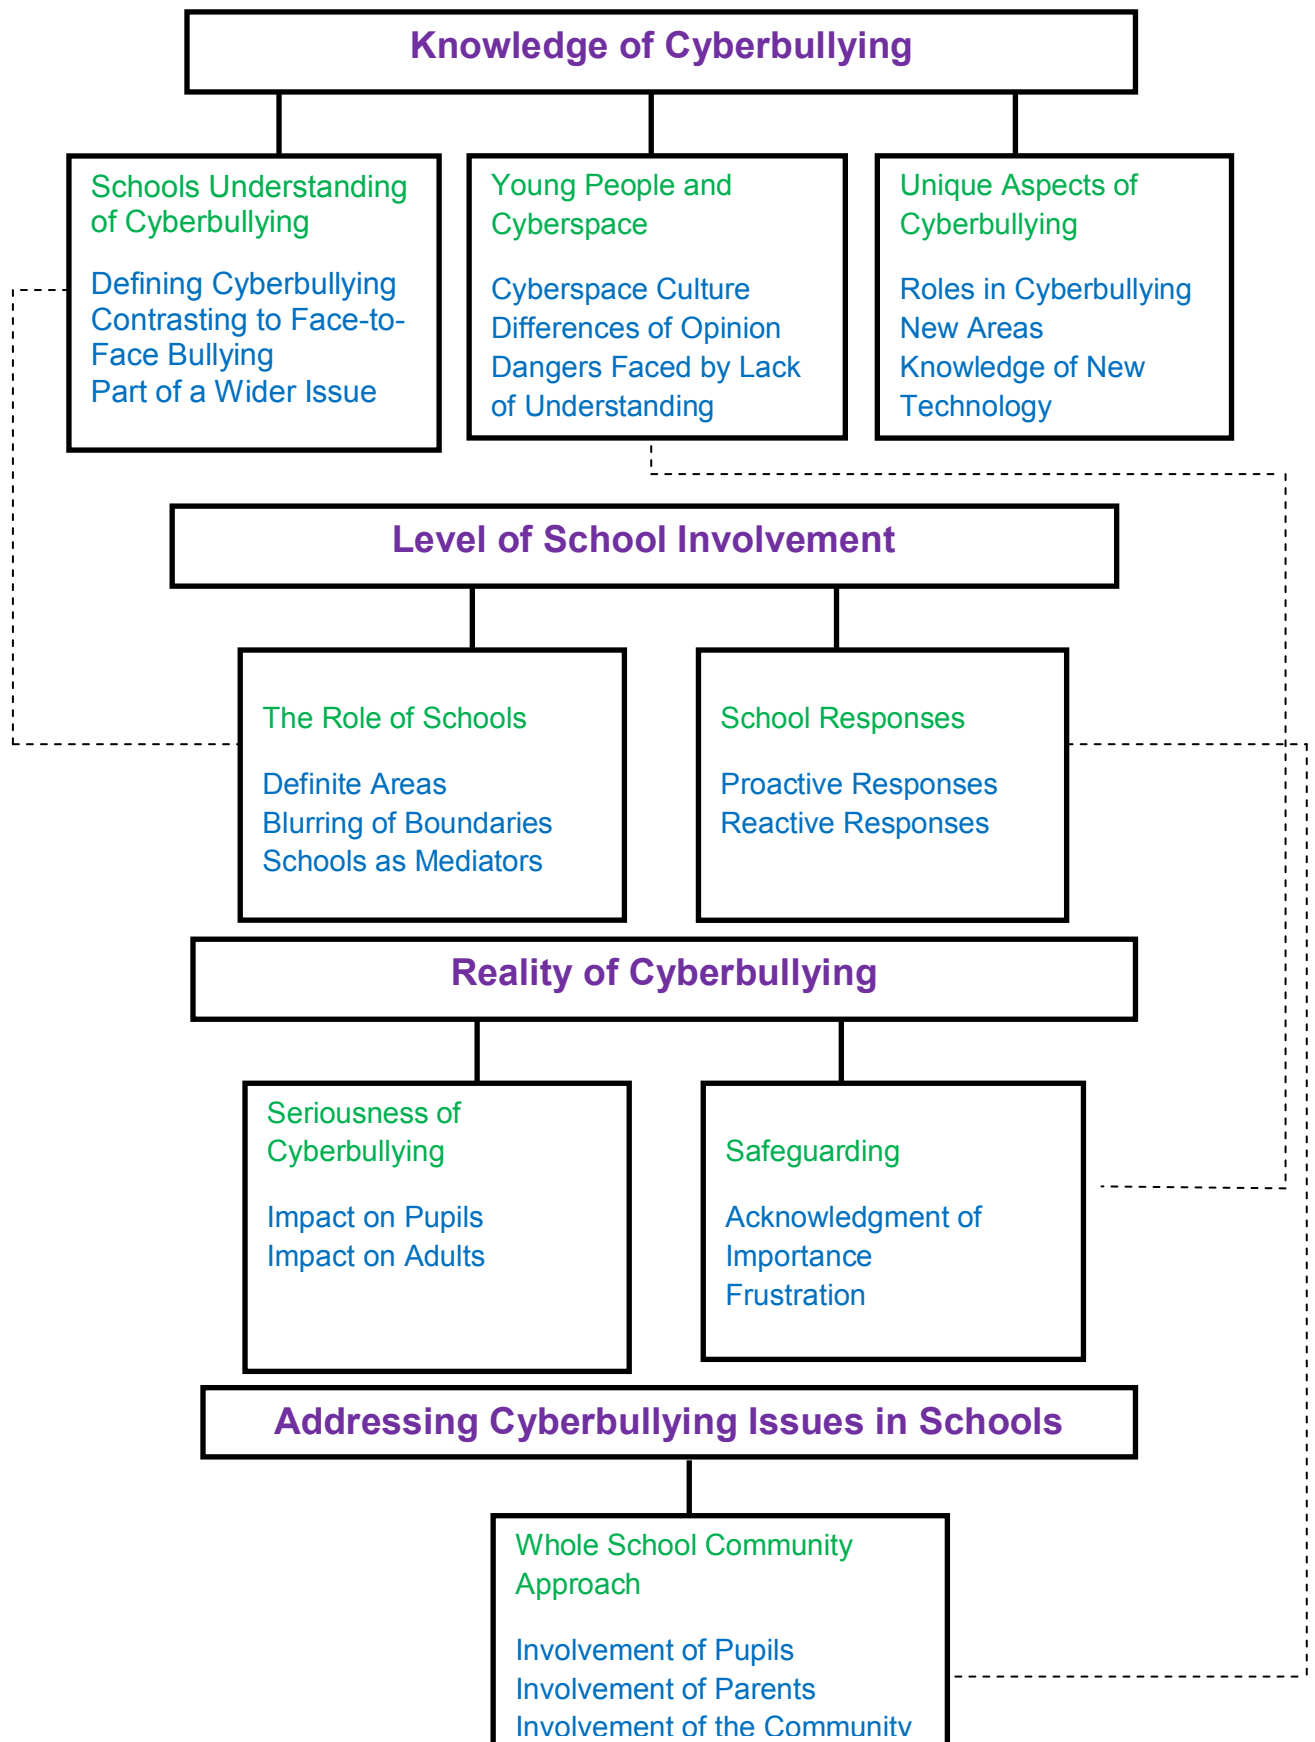 Knowledge of Cyberbullying
Schools Understanding
of Cyberbullying
Defining Cyberbullying
Contrasting to Face-to-
Face Bullying
Part of a Wider Issue
Young People and
Cyberspace
Cyberspace Culture
Differences of Opinion
Dangers Faced by Lack
of Understanding
Unique Aspects of
Cyberbullying
Roles in Cyberbullying
New Areas
Knowledge of New
Technology
Level of School Involvement
The Role of Schools
Definite Areas
Blurring of Boundaries
Schools as Mediators
School Responses
Proactive Responses
Reactive Responses
Reality of Cyberbullying
Seriousness of
Cyberbullying
Impact on Pupils
Impact on Adults
Safeguarding
Acknowledgment of
Importance
Frustration
Addressing Cyberbullying Issues in Schools
Whole School Community
Approach
Involvement of Pupils
Involvement of Parents
Involvement of the Community